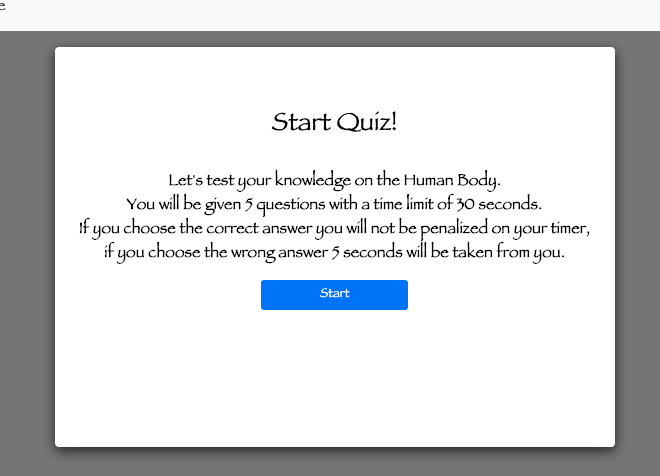 e
Start Quiz!
Let's test your knowledge on the Human Body.
You will be given 5 questions with a time limit of 30 seconds.
If you choose the correct answer you will not be penalized on your timer,
if you choose the wrong answer 5 seconds will be taken from you.
Start